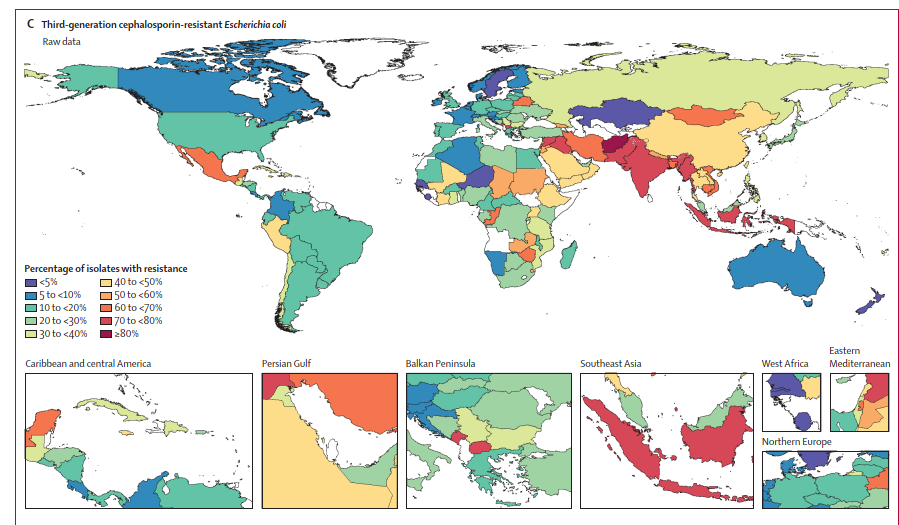 C Third-generation cephalosporin-resistant Escherichia coli
Raw data
Percentage of isolates with resistance
<5%
5 to <10%
10 to <20%
20 to <30%
30 to <40%
40 to <50%
50 to <60%
60 to <70%
70 to <80%
≥80%
Caribbean and central America
Persian Gulf
Balkan Peninsula
Southeast Asia
West Africa
Eastern
Mediterranean
Northern Europe